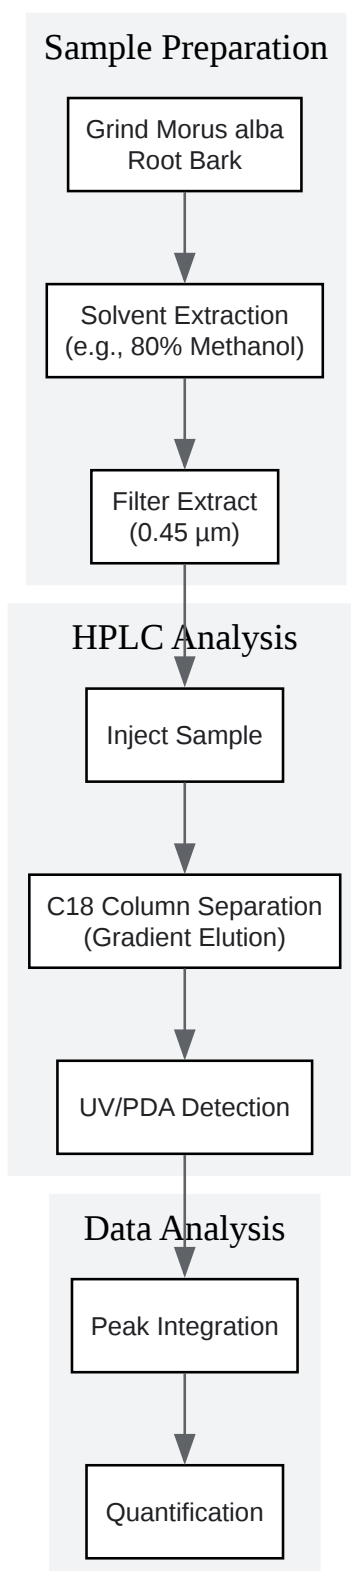 Sample Preparation
Grind Morus alba
Root Bark
Solvent Extraction
(e.g., 80% Methanol)
Filter Extract
(0.45 µm)
HPLC Analysis
Inject Sample
C18 Column Separation
(Gradient Elution)
UV/PDA Detection
Data Analysis
Peak Integration
Quantification